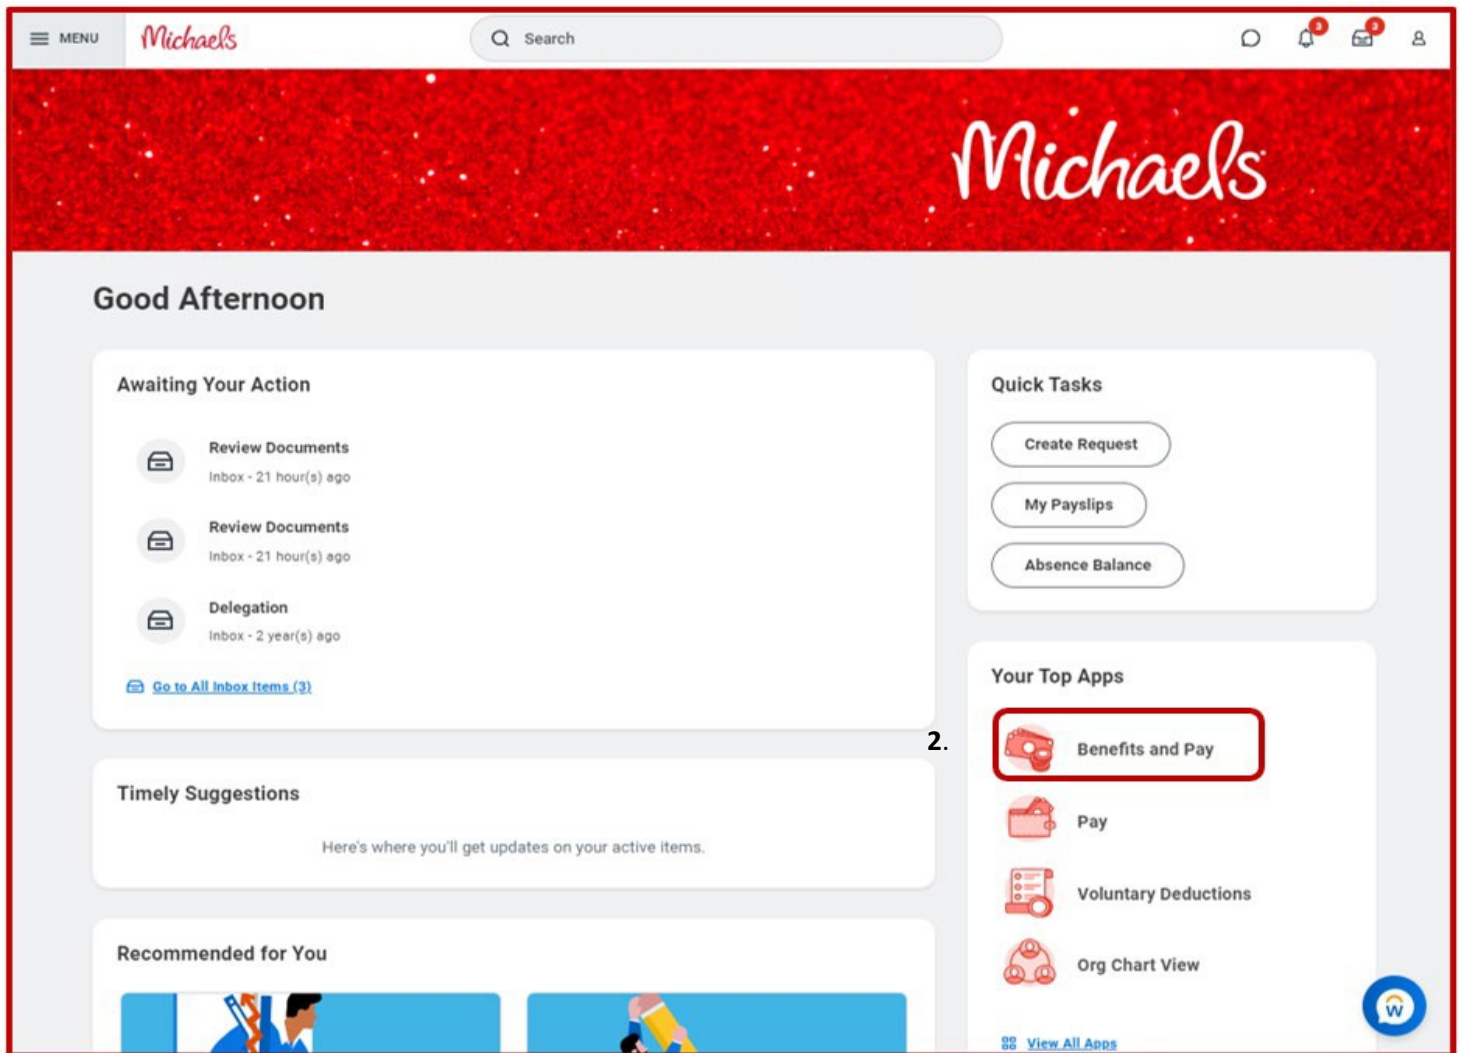 MENU
Michaels
Search
3
3
Michaels
Good Afternoon
Awaiting Your Action
Review Documents
Inbox - 21 hour(s) ago
Review Documents
Inbox - 21 hour(s) ago
Delegation
Inbox - 2 year(s) ago
Go to All Inbox Items (3)
Timely Suggestions
Here's where you'll get updates on your active items.
Recommended for You
Quick Tasks
Create Request
My Payslips
Absence Balance
Your Top Apps
2.
Benefits and Pay
Pay
Voluntary Deductions
Org Chart View
View All Apps
w